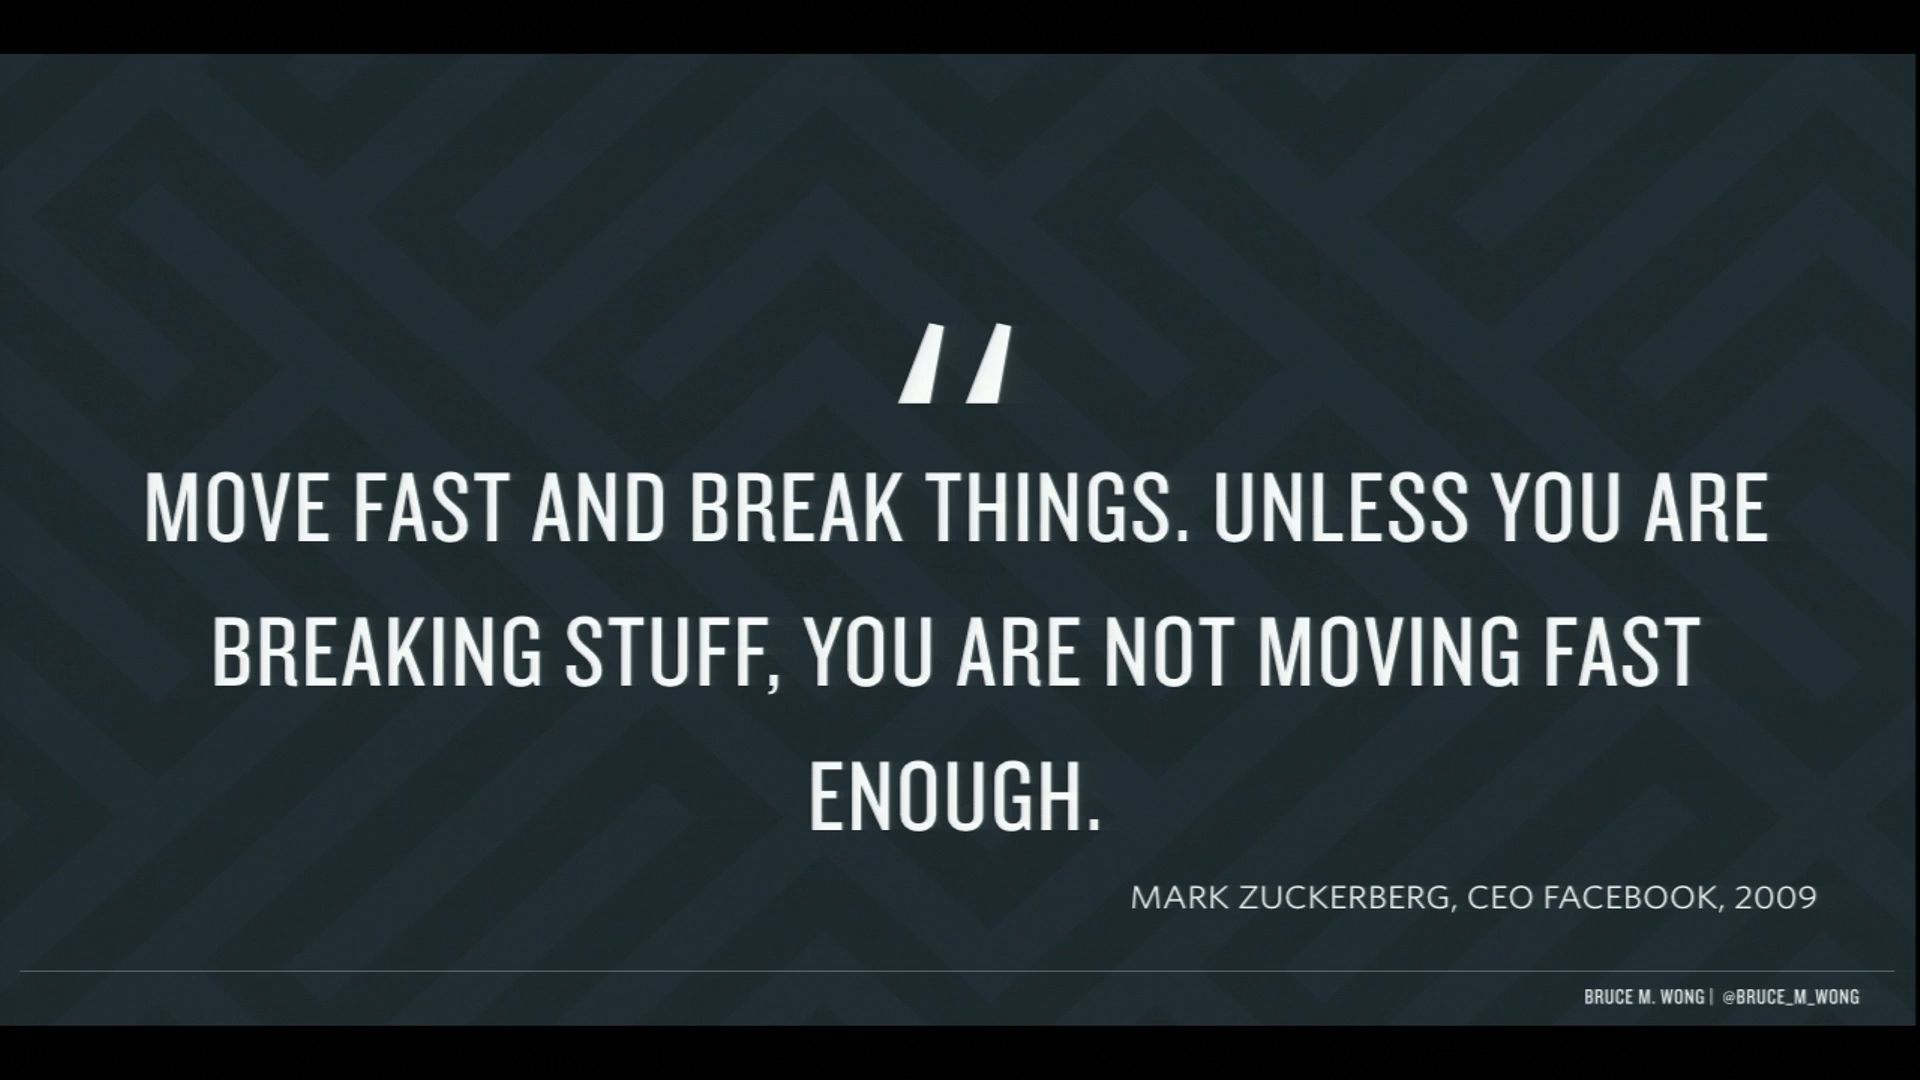 "
MOVE FAST AND BREAK THINGS. UNLESS YOU ARE
BREAKING STUFF, YOU ARE NOT MOVING FAST
ENOUGH.
MARK ZUCKERBERG, CEO FACEBOOK, 2009
BRUCE M. WONG | @BRUCE_M_WONG